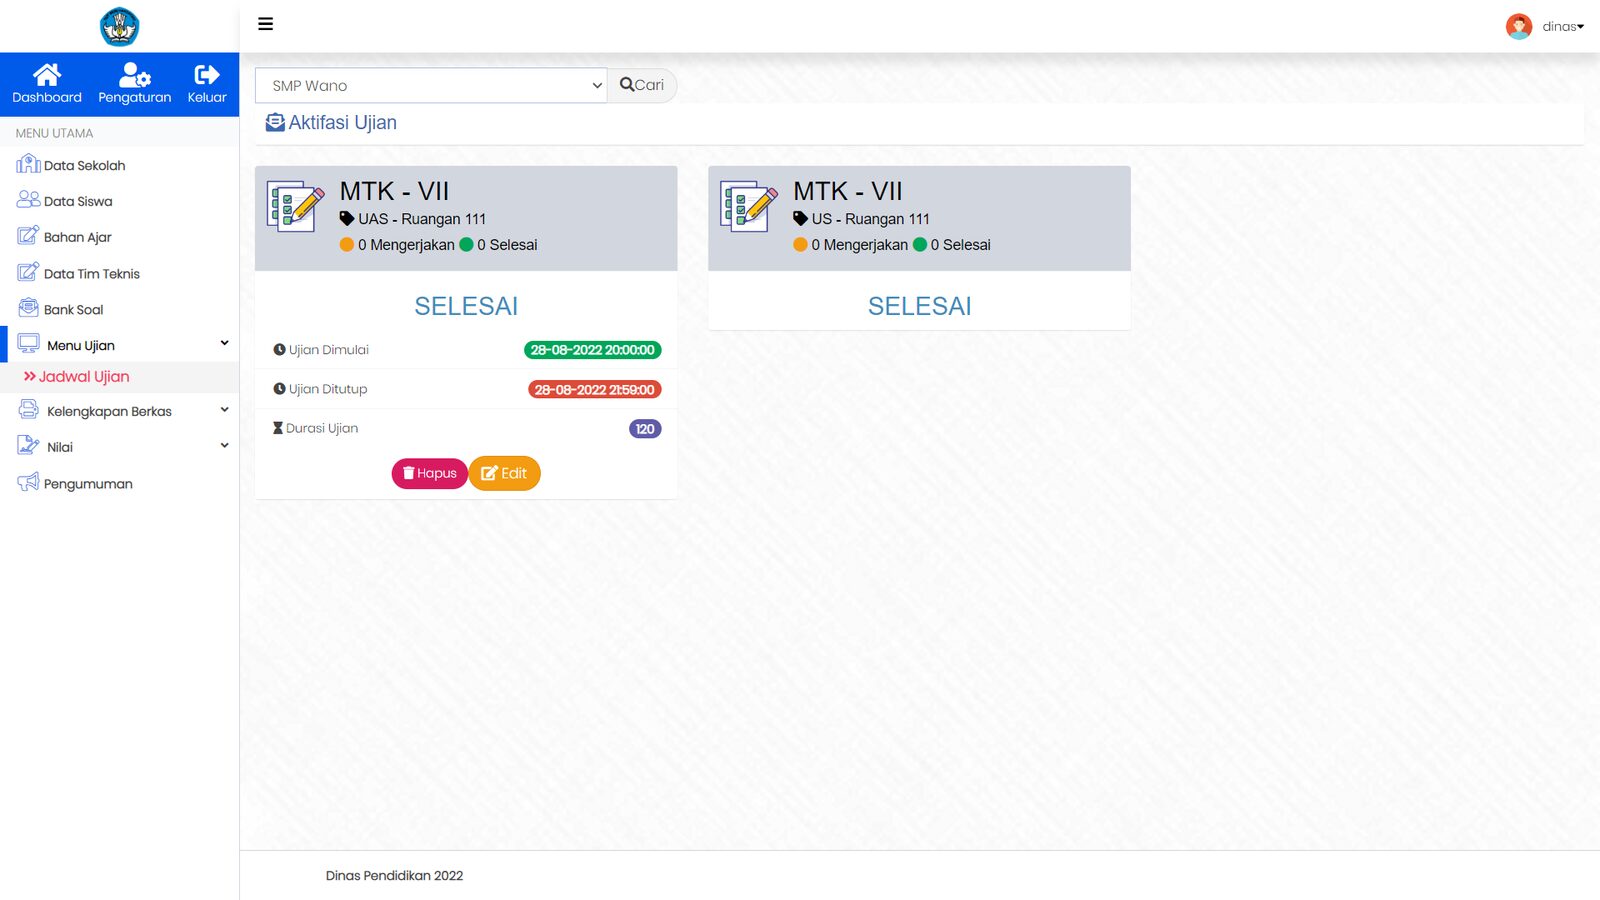 dinas
Dashboard
Pengaturan
Keluar
MENU UTAMA
Data Sekolah
Data Siswa
Bahan Ajar
Data Tim Teknis
Bank Soal
Menu Ujian
Jadwal Ujian
Kelengkapan Berkas
Nilai
Pengumuman
SMP Wano
Cari
Aktifasi Ujian
MTK - VII
UAS - Ruangan 111
0 Mengerjakan 0 Selesai
SELESAI
Ujian Dimulai 28-08-2022 20:00:00
Ujian Ditutup 28-08-2022 21:59:00
Durasi Ujian 120
Hapus Edit
MTK - VII
US - Ruangan 111
0 Mengerjakan 0 Selesai
SELESAI
Dinas Pendidikan 2022